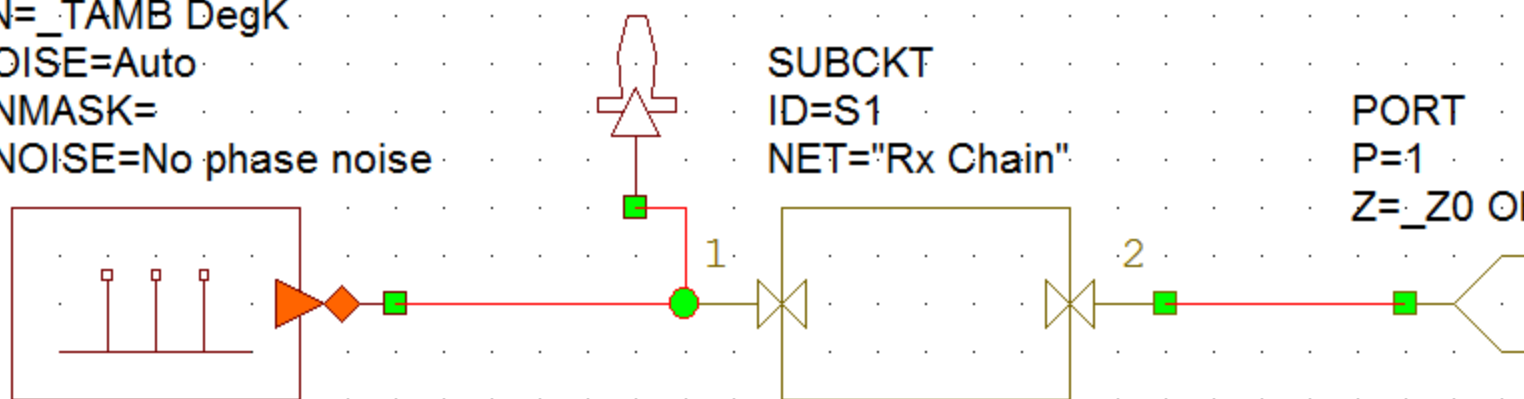 N=_TAMB DegK
OISE=Auto
NMASK=
NOISE=No phase noise
SUBCKT
ID=S1
NET="Rx Chain"
PORT
P=1
Z=_Z0
1
2